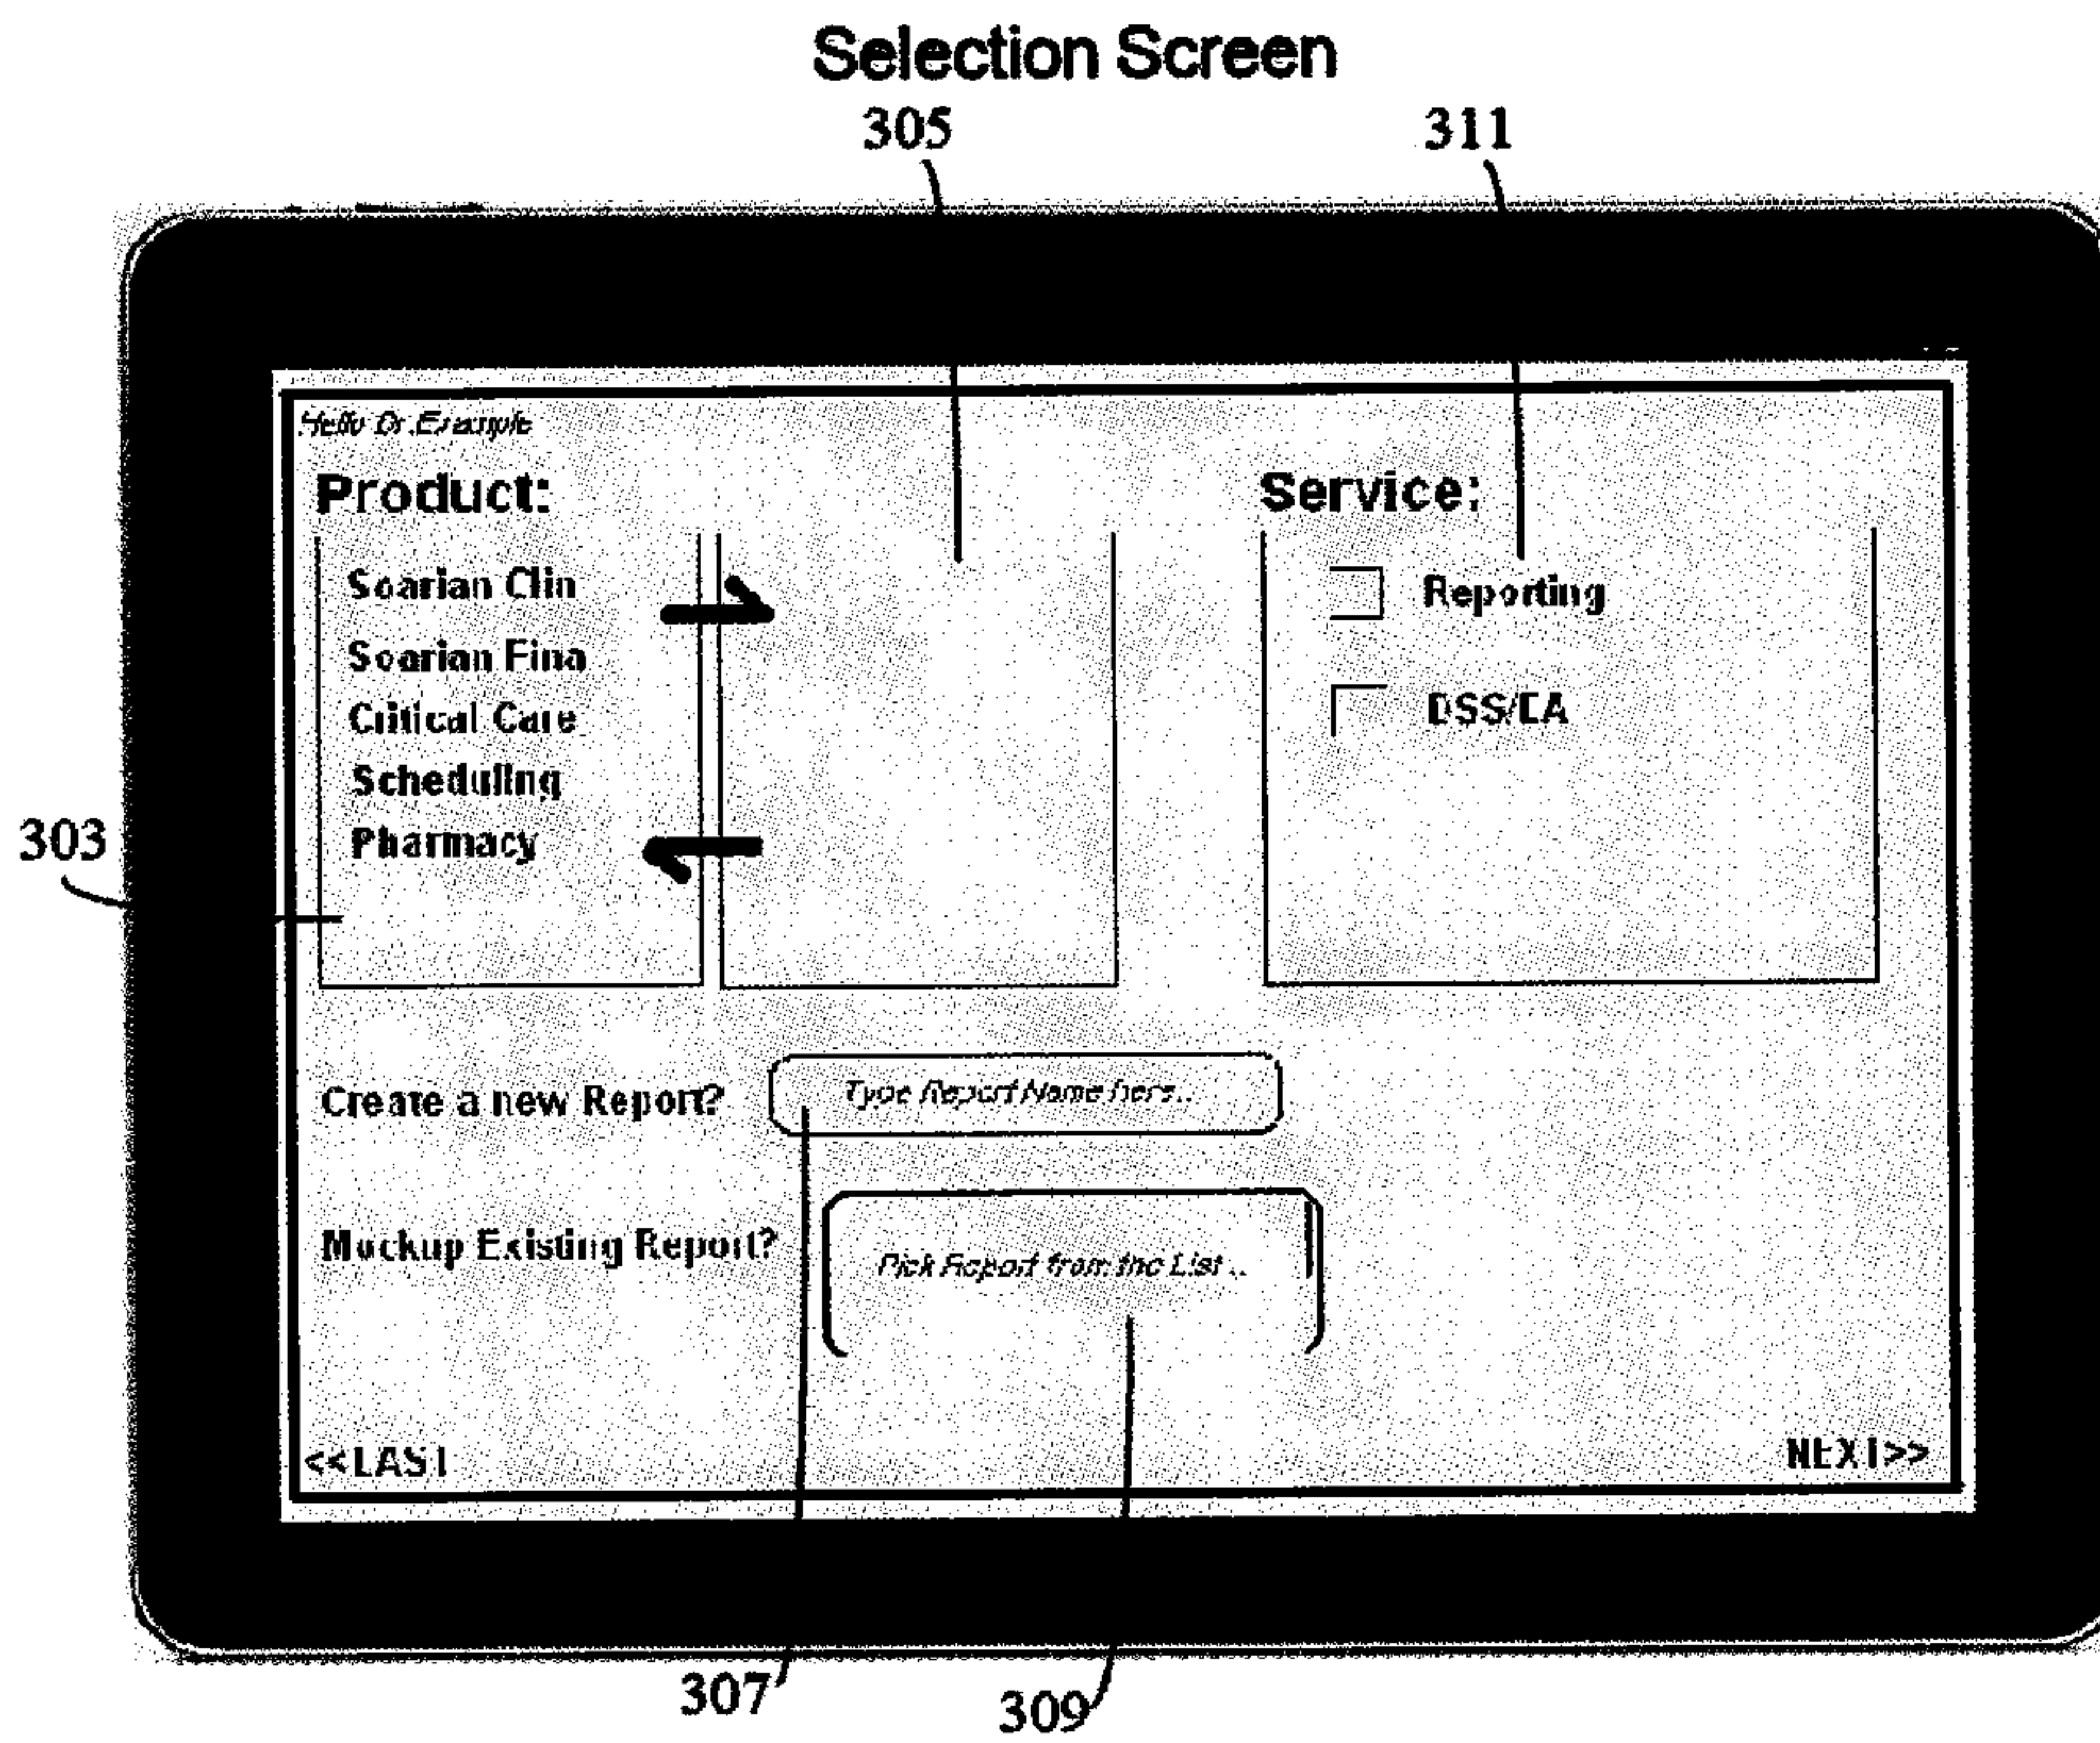 Selection Screen
305
311
Hello Dr.Example
Product:
Service:
Soarian Clin
Soarian Fina
Critical Care
Scheduling
Pharmacy
Reporting
DSS/EA
303
Create a new Report?
Type Report Name here..
Mockup Existing Report?
Pick Report from the List ..
<<LAST
NEXT>>
307
309